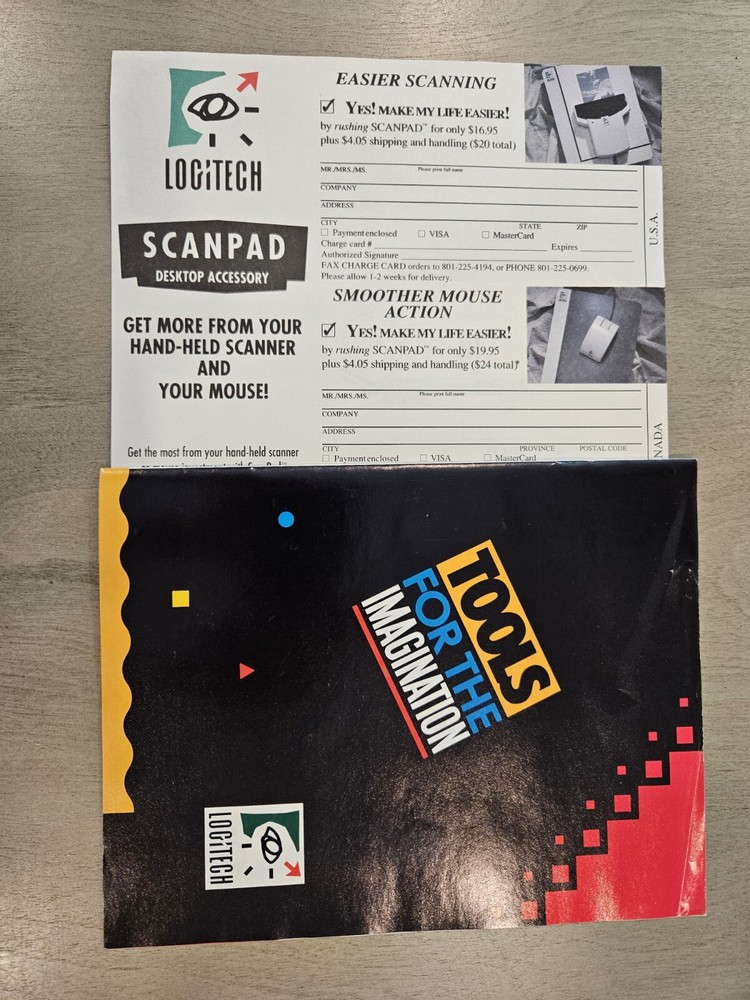 LOGITECH
SCANPAD
DESKTOP ACCESSORY
GET MORE FROM YOUR
HAND-HELD SCANNER
AND
YOUR MOUSE!
Get the most from your hand-held scanner
EASIER SCANNING
YES! MAKE MY LIFE EASIER!
by rushing SCANPAD™ for only $16.95
plus $4.05 shipping and handling ($20 total)
MR./MRS./MS. Please print full name
COMPANY
ADDRESS
CITY STATE ZIP
Payment enclosed VISA MasterCard
Charge card # Expires
Authorized Signature
FAX CHARGE CARD orders to 801-225-4194, or PHONE 801-225-0699.
Please allow 1-2 weeks for delivery.
U.S.A.
SMOOTHER MOUSE
ACTION
YES! MAKE MY LIFE EASIER!
by rushing SCANPAD™ for only $19.95
plus $4.05 shipping and handling ($24 total)*
MR./MRS./MS. Please print full name
COMPANY
ADDRESS
CITY PROVINCE POSTAL CODE
Payment enclosed VISA MasterCard
NADA
TOOLS
FOR THE
IMAGINATION
LOGITECH